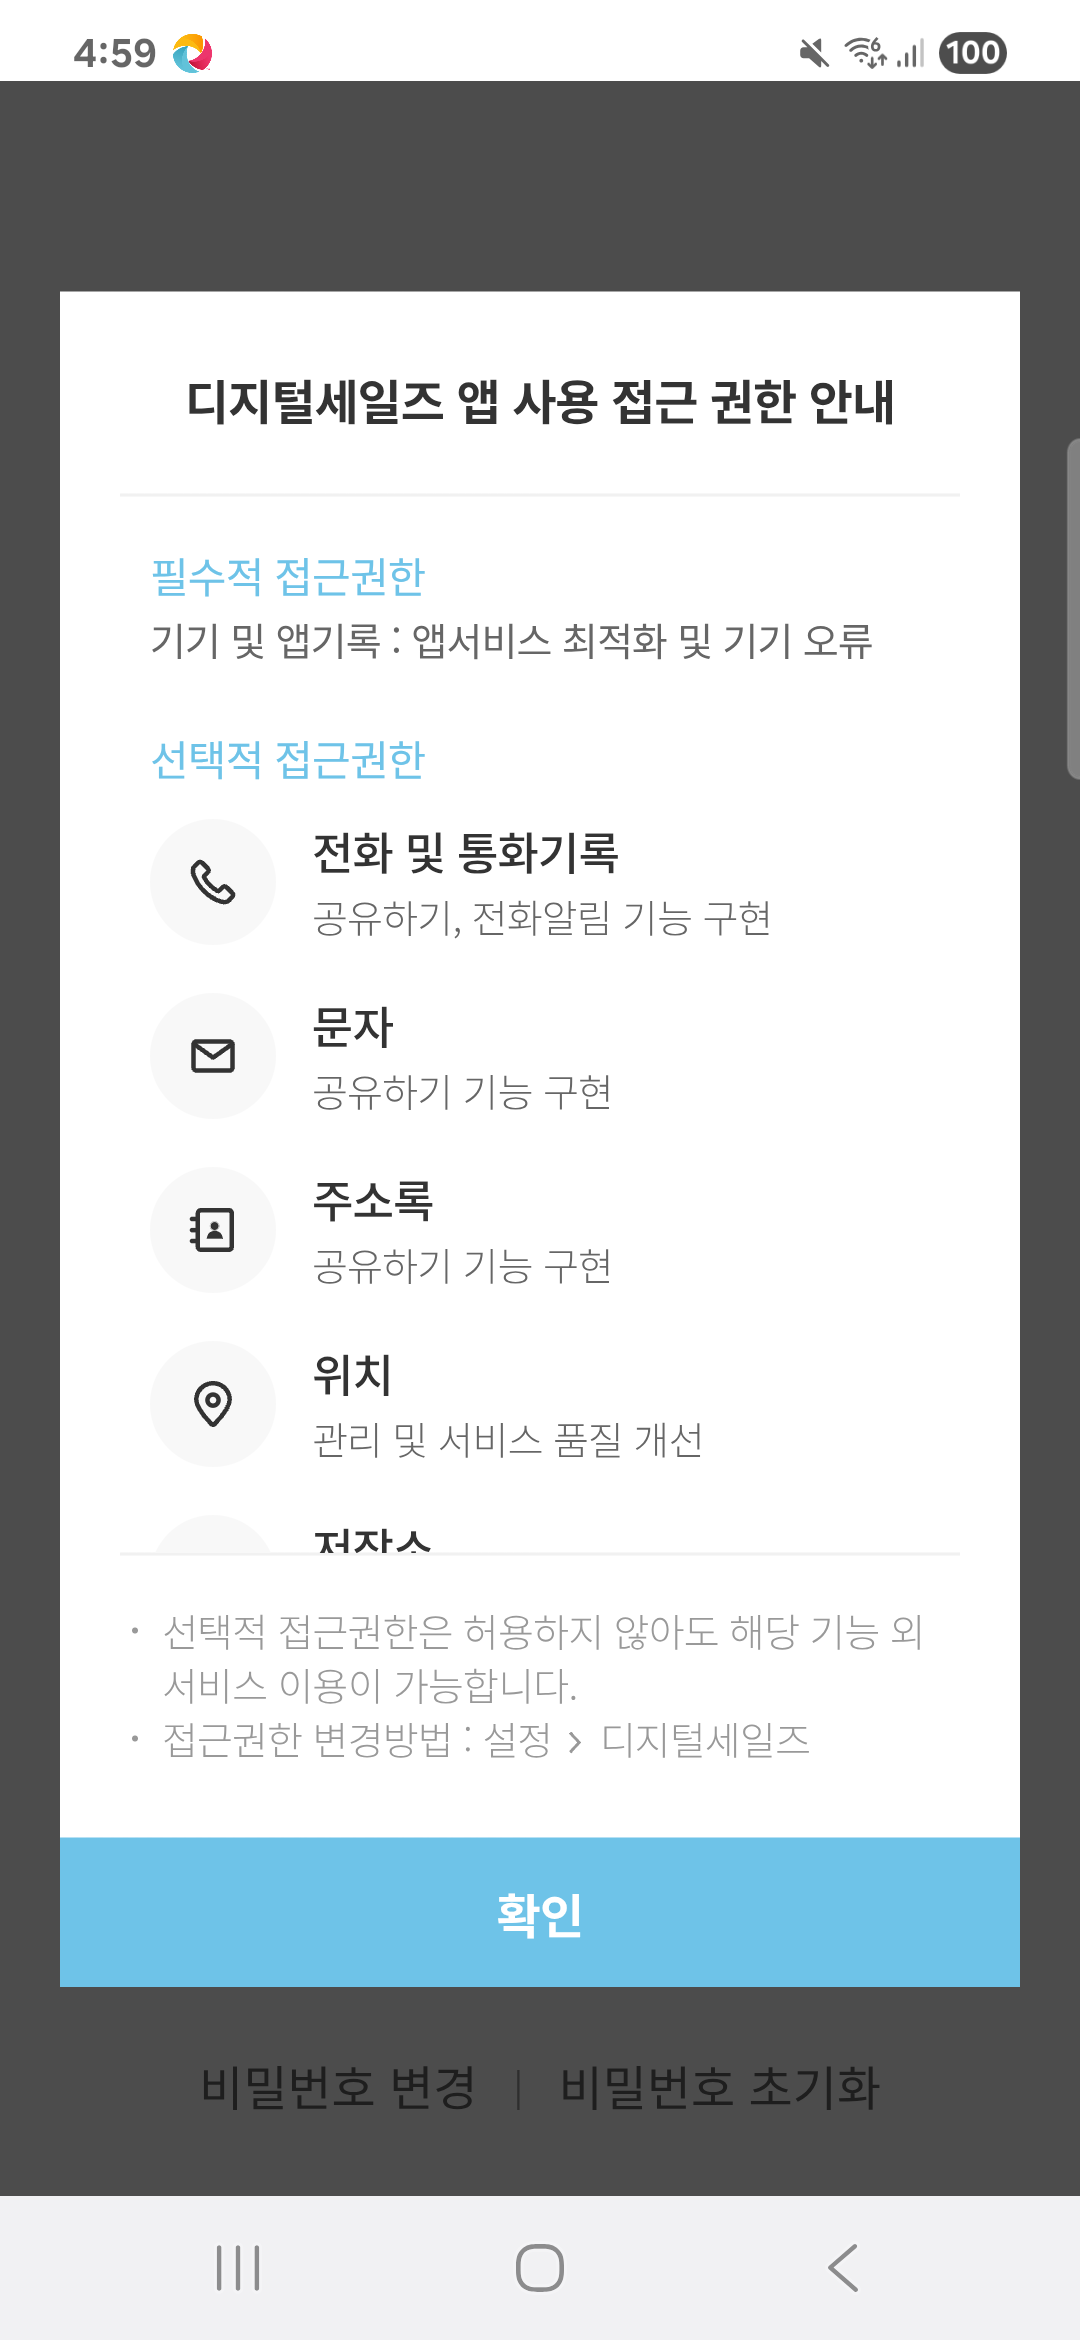 4:59
6
100
디지털세일즈 앱 사용 접근 권한 안내
필수적 접근권한
기기 및 앱기록 : 앱서비스 최적화 및 기기 오류
선택적 접근권한
전화 및 통화기록
공유하기, 전화알림 기능 구현
문자
공유하기 기능 구현
주소록
공유하기 기능 구현
위치
관리 및 서비스 품질 개선
저장소
· 선택적 접근권한은 허용하지 않아도 해당 기능 외
서비스 이용이 가능합니다.
· 접근권한 변경방법 : 설정 > 디지털세일즈
확인
비밀번호 변경 | 비밀번호 초기화